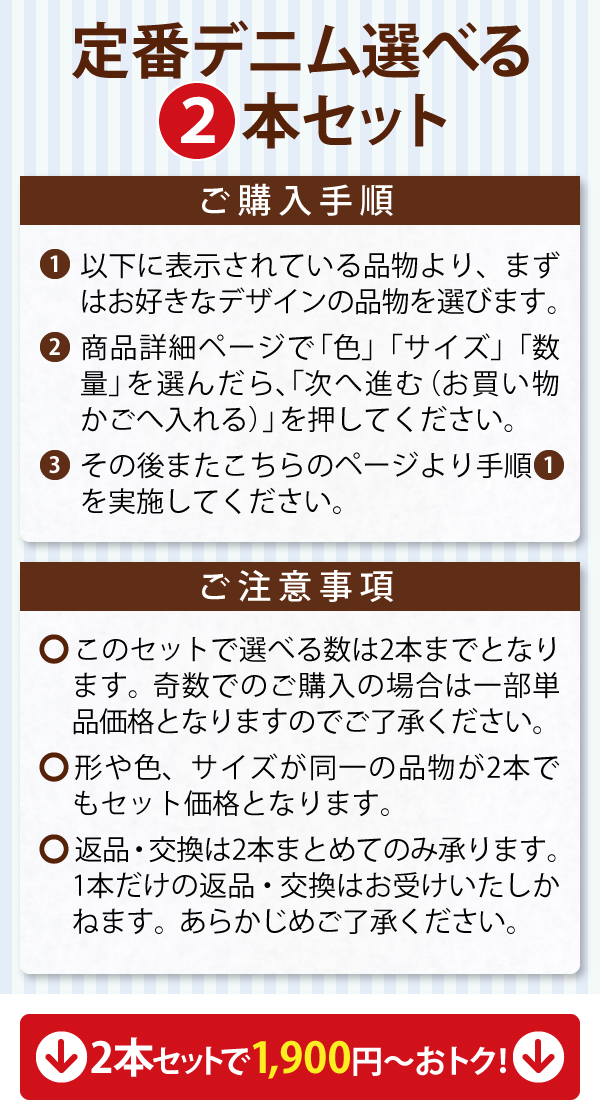 定番デニム選べる
2本セット
ご購入手順
❶ 以下に表示されている品物より、まず
はお好きなデザインの品物を選びます。
❷ 商品詳細ページで「色」「サイズ」「数
量」を選んだら、「次へ進む（お買い物
かごへ入れる）」を押してください。
❸ その後またこちらのページより手順❶
を実施してください。
ご注意事項
○このセットで選べる数は2本までとなり
ます。奇数でのご購入の場合は一部単
品価格となりますのでご了承ください。
○形や色、サイズが同一の品物が2本で
もセット価格となります。
○返品・交換は2本まとめてのみ承ります。
1本だけの返品・交換はお受けいたしか
ねます。あらかじめご了承ください。
2本セットで1,900円〜おトク!